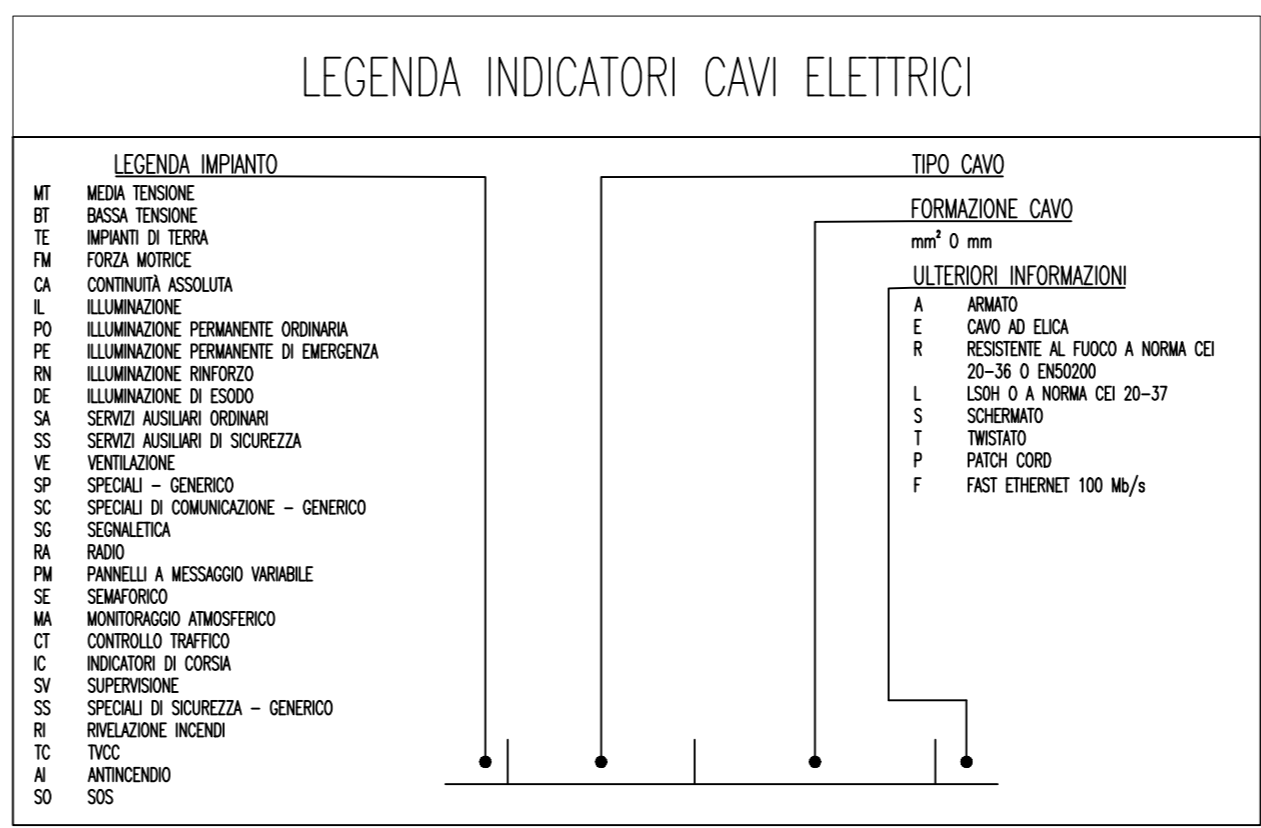 LEGENDA INDICATORI CAVI ELETTRICI
LEGENDA IMPIANTO
MT MEDIA TENSIONE
BT BASSA TENSIONE
TE IMPIANTI DI TERRA
FM FORZA MOTRICE
CA CONTINUITÀ ASSOLUTA
IL ILLUMINAZIONE
PO ILLUMINAZIONE PERMANENTE ORDINARIA
PE ILLUMINAZIONE PERMANENTE DI EMERGENZA
RN ILLUMINAZIONE RINFORZO
DE ILLUMINAZIONE DI ESODO
SA SERVIZI AUSILIARI ORDINARI
SS SERVIZI AUSILIARI DI SICUREZZA
VE VENTILAZIONE
SP SPECIALI – GENERICO
SC SPECIALI DI COMUNICAZIONE – GENERICO
SG SEGNALETICA
RA RADIO
PM PANNELLI A MESSAGGIO VARIABILE
SE SEMAFORICO
MA MONITORAGGIO ATMOSFERICO
CT CONTROLLO TRAFFICO
IC INDICATORI DI CORSIA
SV SUPERVISIONE
SS SPECIALI DI SICUREZZA – GENERICO
RI RIVELAZIONE INCENDI
TC TVCC
AI ANTINCENDIO
SO SOS
TIPO CAVO
FORMAZIONE CAVO
mm² O mm
ULTERIORI INFORMAZIONI
A ARMATO
E CAVO AD ELICA
R RESISTENTE AL FUOCO A NORMA CEI
20–36 O EN50200
L LSOH O A NORMA CEI 20–37
S SCHERMATO
T TWISTATO
P PATCH CORD
F FAST ETHERNET 100 Mb/s